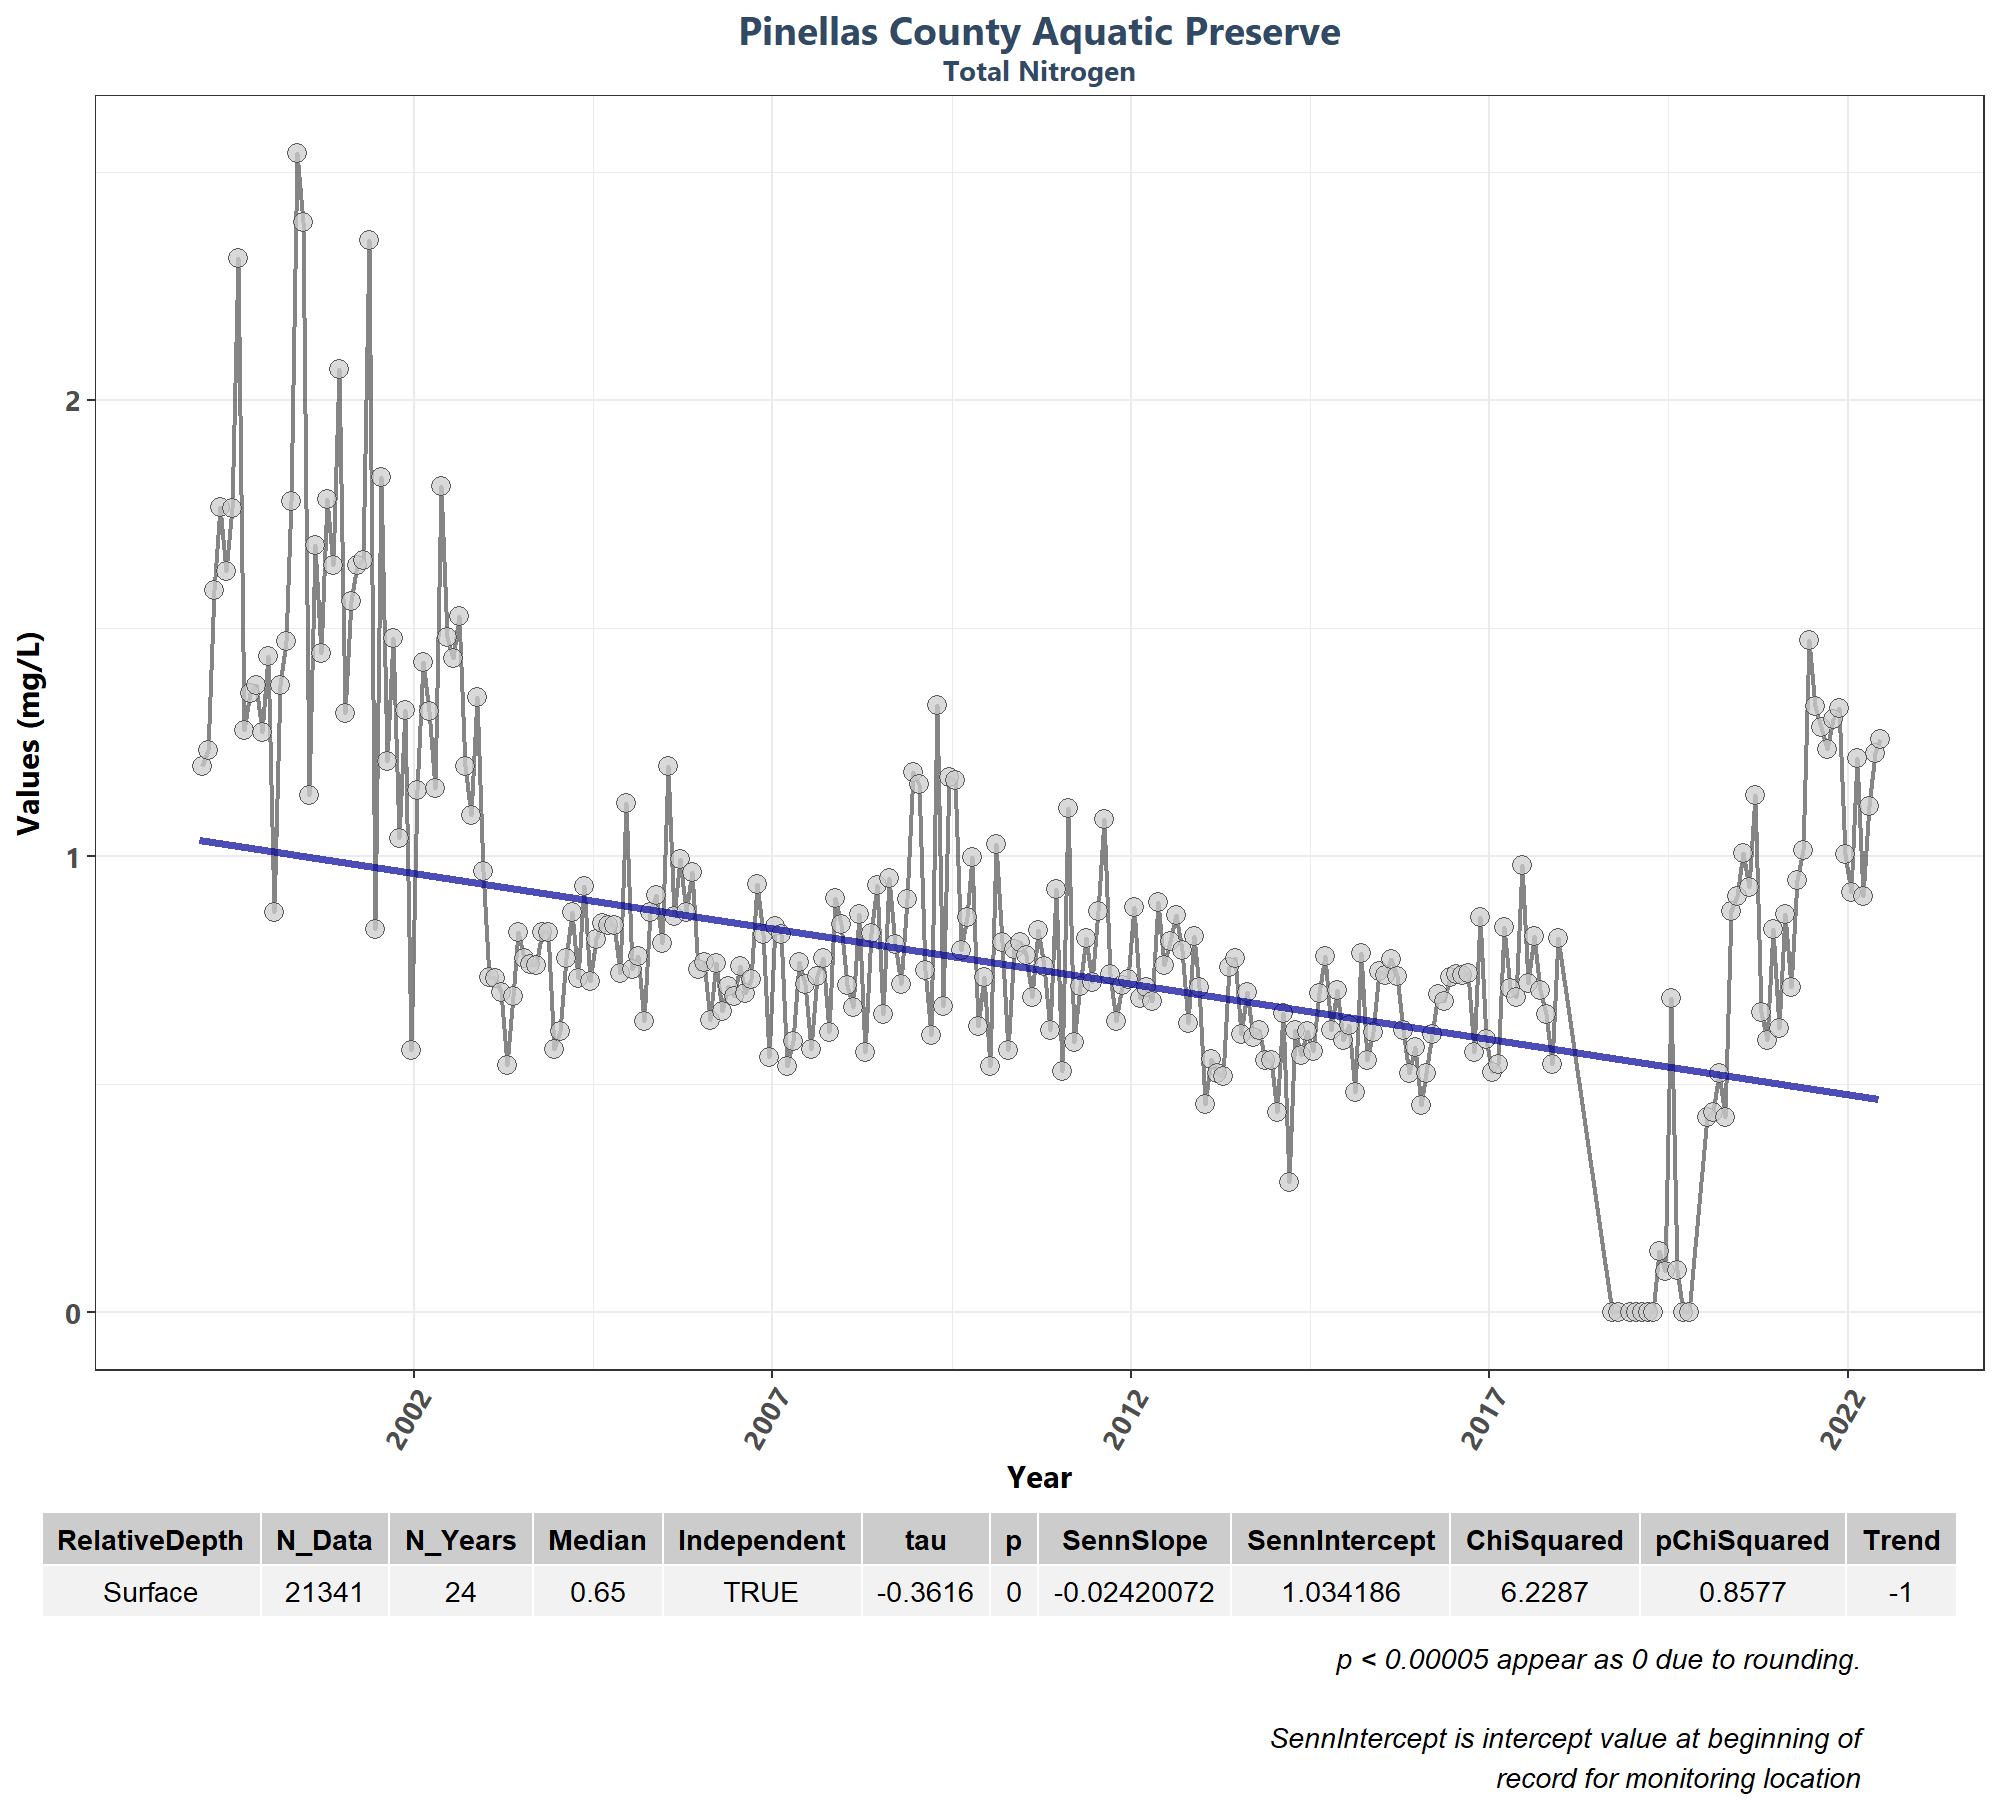 Pinellas County Aquatic Preserve
Total Nitrogen
Values (mg/L)
2
1
0
2002
2007
2012
2017
2022
Year
RelativeDepth N_Data N_Years Median Independent tau p SennSlope SennIntercept ChiSquared pChiSquared Trend
Surface 21341 24 0.65 TRUE -0.3616 0 -0.02420072 1.034186 6.2287 0.8577 -1
p < 0.00005 appear as 0 due to rounding.
SennIntercept is intercept value at beginning of
record for monitoring location